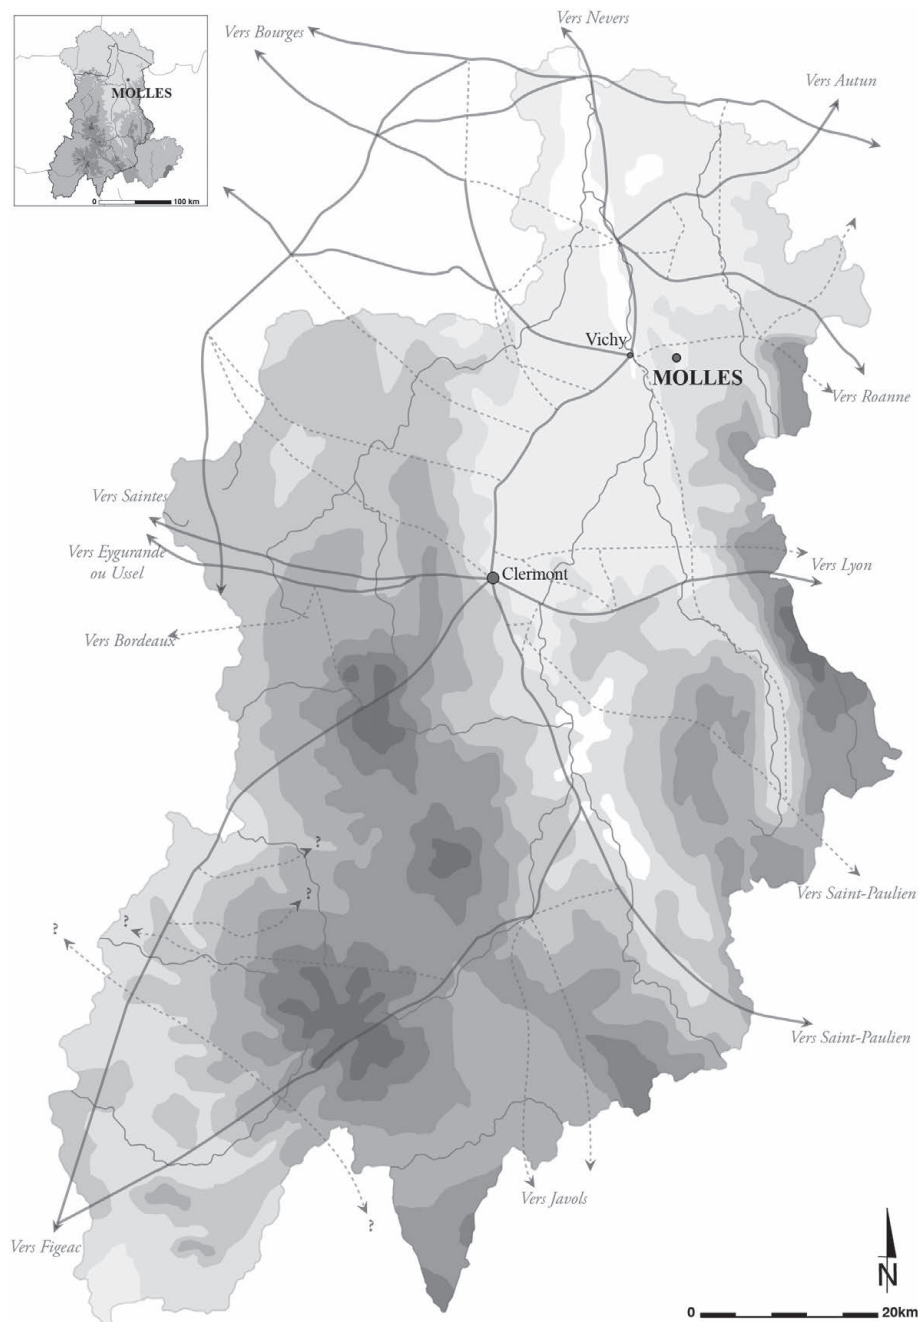 MOLLES
0
100 km
Vers Nevers
Vers Bourges
Vers Autun
Vichy
MOLLES
Vers Roanne
Vers Saintes
Vers Eygurande
ou Ussel
Clermont
Vers Lyon
Vers Bordeaux
?
?
?
?
Vers Saint-Paulien
Vers Saint-Paulien
Vers Javols
?
Vers Figeac
N
0
20km